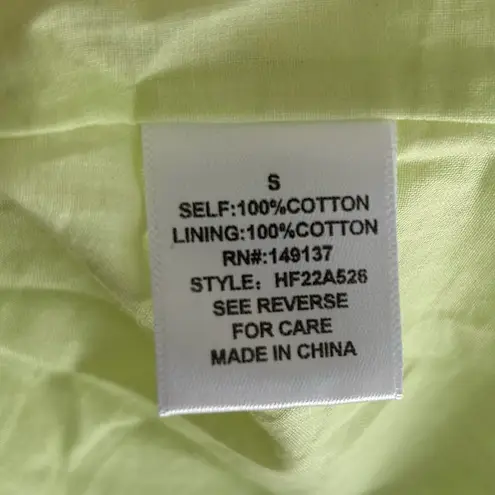 S
SELF:100%COTTON
LINING:100%COTTON
RN#:149137
STYLE: HF22A526
SEE REVERSE
FOR CARE
MADE IN CHINA